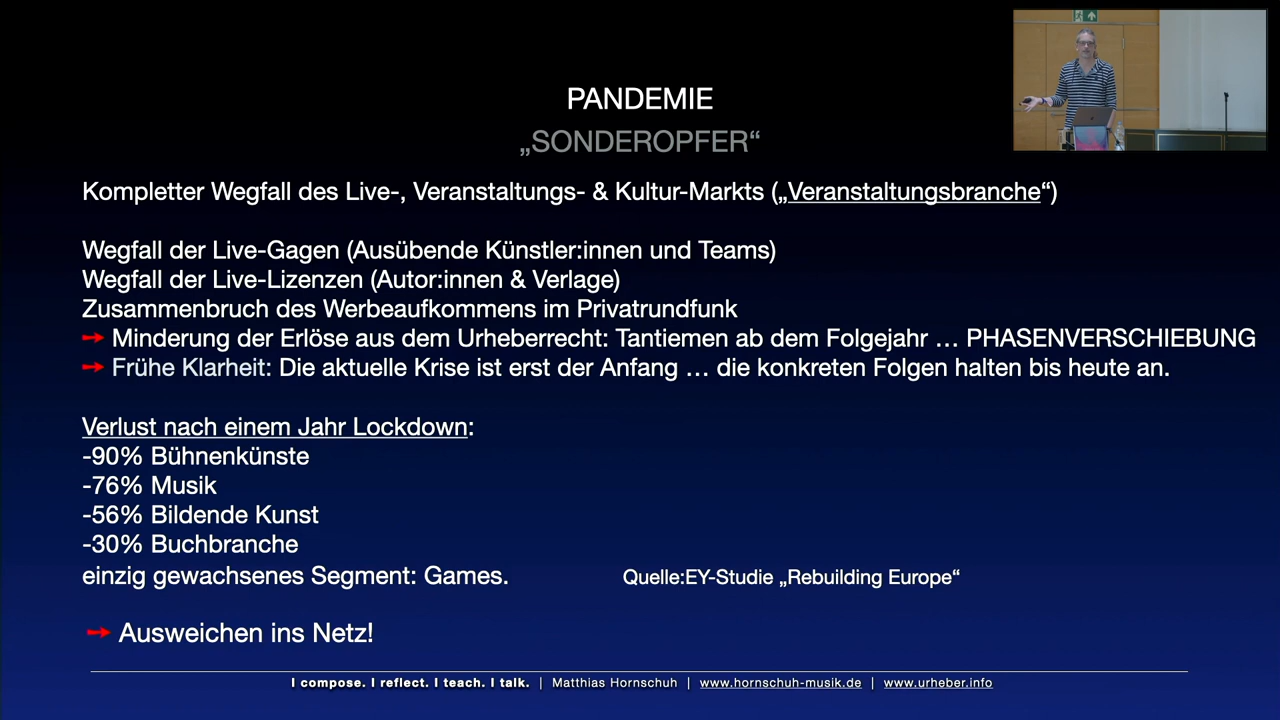 PANDEMIE
„SONDEROPFER“
Kompletter Wegfall des Live-, Veranstaltungs- & Kultur-Markts („Veranstaltungsbranche“)
Wegfall der Live-Gagen (Ausübende Künstler:innen und Teams)
Wegfall der Live-Lizenzen (Autor:innen & Verlage)
Zusammenbruch des Werbeaufkommens im Privatrundfunk
➙ Minderung der Erlöse aus dem Urheberrecht: Tantiemen ab dem Folgejahr … PHASENVERSCHIEBUNG
➙ Frühe Klarheit: Die aktuelle Krise ist erst der Anfang … die konkreten Folgen halten bis heute an.
Verlust nach einem Jahr Lockdown:
-90% Bühnenkünste
-76% Musik
-56% Bildende Kunst
-30% Buchbranche
einzig gewachsenes Segment: Games. Quelle:EY-Studie „Rebuilding Europe“
➙ Ausweichen ins Netz!
I compose. I reflect. I teach. I talk. | Matthias Hornschuh | www.hornschuh-musik.de | www.urheber.info